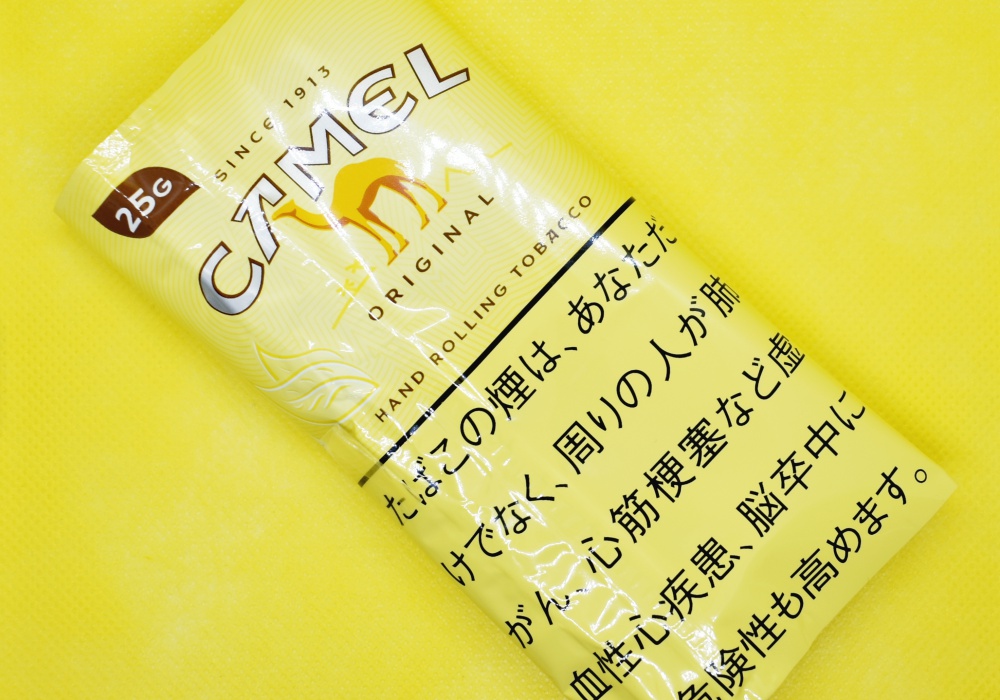 25G
SINCE 1913
CAMEL
ORIGINAL
HAND ROLLING TOBACCO
たばこの煙は、あなただ
けでなく、周りの人が肺
がん、心筋梗塞など虚
血性心疾患、脳卒中に
危険性も高めます。